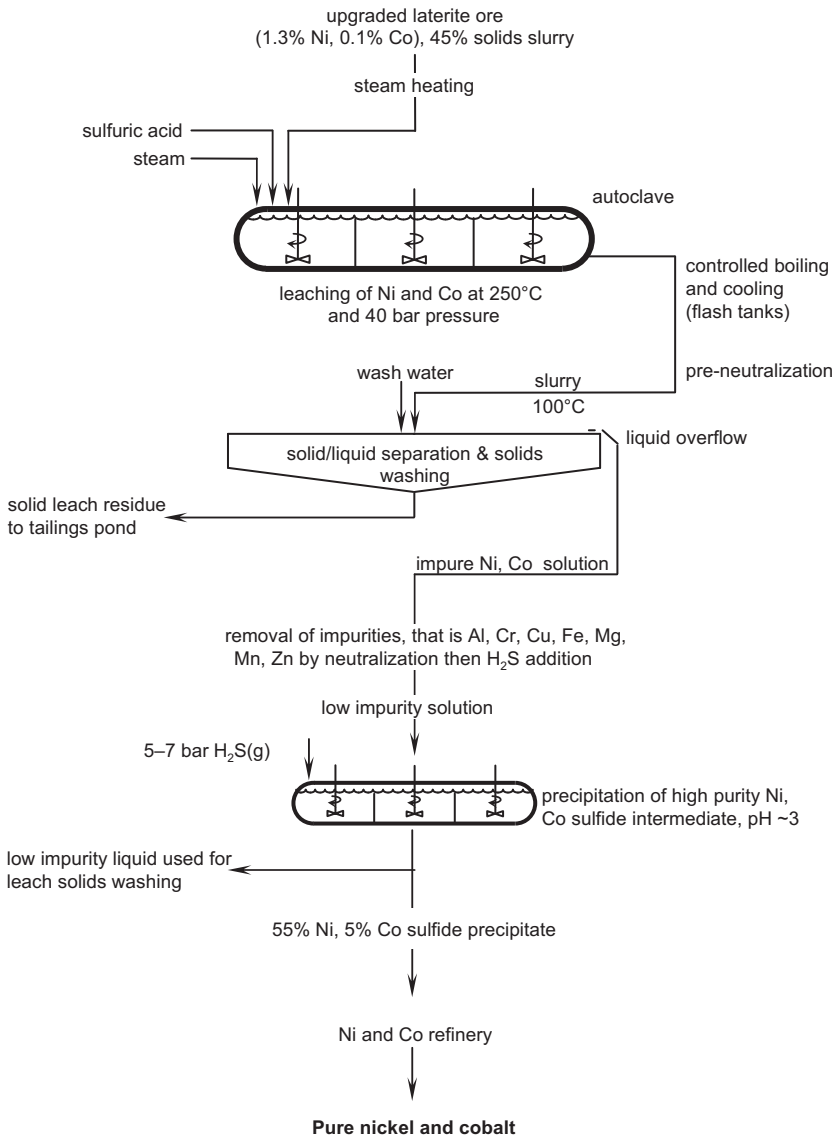 upgraded laterite ore
(1.3% Ni, 0.1% Co), 45% solids slurry
steam heating
sulfuric acid
steam
autoclave
leaching of Ni and Co at 250°C
and 40 bar pressure
controlled boiling
and cooling
(flash tanks)
pre-neutralization
wash water
slurry
100°C
liquid overflow
solid/liquid separation & solids
washing
solid leach residue
to tailings pond
impure Ni, Co solution
removal of impurities, that is Al, Cr, Cu, Fe, Mg,
Mn, Zn by neutralization then H₂S addition
low impurity solution
5–7 bar H₂S(g)
precipitation of high purity Ni,
Co sulfide intermediate, pH ~3
low impurity liquid used for
leach solids washing
55% Ni, 5% Co sulfide precipitate
Ni and Co refinery
Pure nickel and cobalt